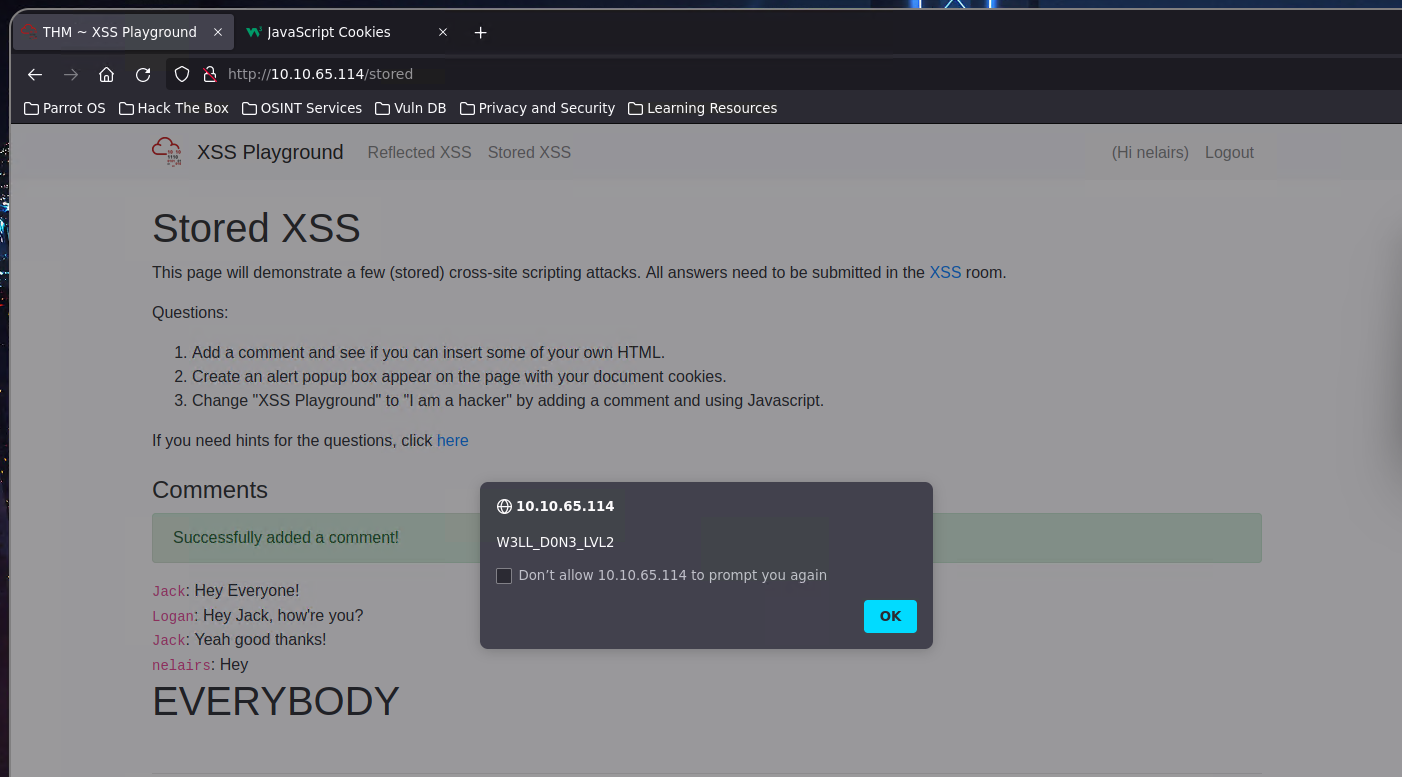 THM ~ XSS Playground
JavaScript Cookies
http://10.10.65.114/stored
Parrot OS Hack The Box OSINT Services Vuln DB Privacy and Security Learning Resources
XSS Playground Reflected XSS Stored XSS (Hi nelairs) Logout
Stored XSS
This page will demonstrate a few (stored) cross-site scripting attacks. All answers need to be submitted in the XSS room.
Questions:
1. Add a comment and see if you can insert some of your own HTML.
2. Create an alert popup box appear on the page with your document cookies.
3. Change "XSS Playground" to "I am a hacker" by adding a comment and using Javascript.
If you need hints for the questions, click here
Comments
Successfully added a comment!
Jack: Hey Everyone!
Logan: Hey Jack, how're you?
Jack: Yeah good thanks!
nelairs: Hey
EVERYBODY
10.10.65.114
W3LL_D0N3_LVL2
Don’t allow 10.10.65.114 to prompt you again
OK